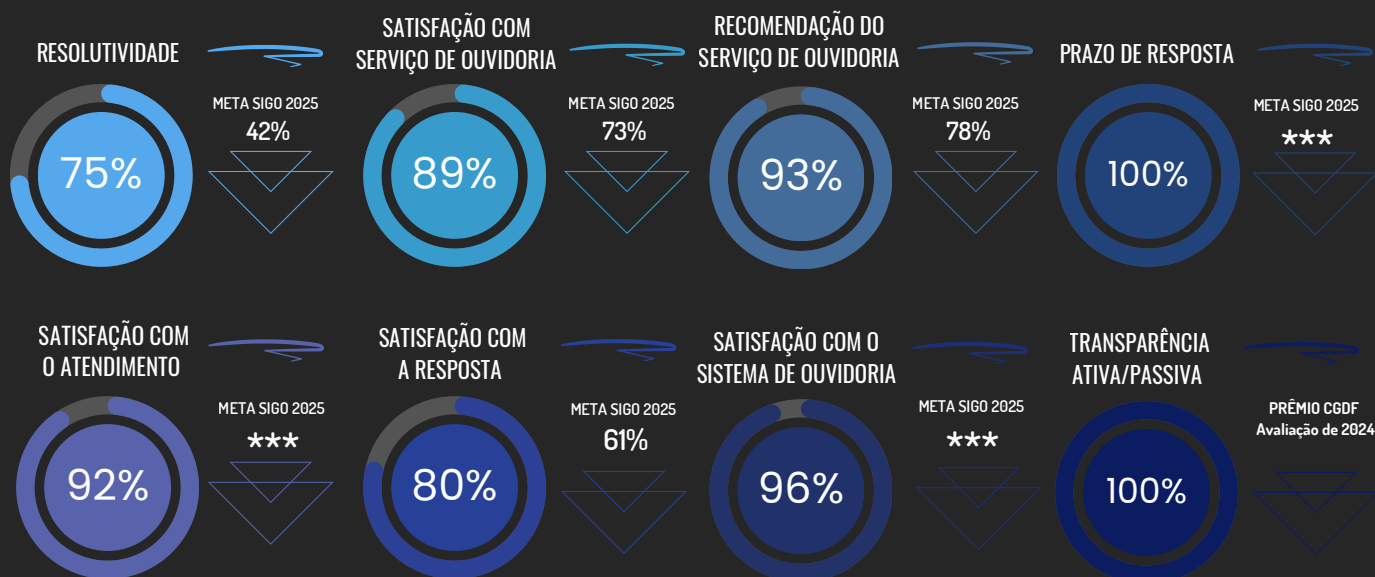 RESOLUTIVIDADE
META SIGO 2025
42%
75%
SATISFAÇÃO COM
SERVIÇO DE OUVIDORIA
META SIGO 2025
73%
89%
RECOMENDAÇÃO DO
SERVIÇO DE OUVIDORIA
META SIGO 2025
78%
93%
PRAZO DE RESPOSTA
META SIGO 2025
***
100%
SATISFAÇÃO COM
O ATENDIMENTO
META SIGO 2025
***
92%
SATISFAÇÃO COM
A RESPOSTA
META SIGO 2025
61%
80%
SATISFAÇÃO COM O
SISTEMA DE OUVIDORIA
META SIGO 2025
***
96%
TRANSPARÊNCIA
ATIVA/PASSIVA
PRÊMIO CGDF
Avaliação de 2024
100%